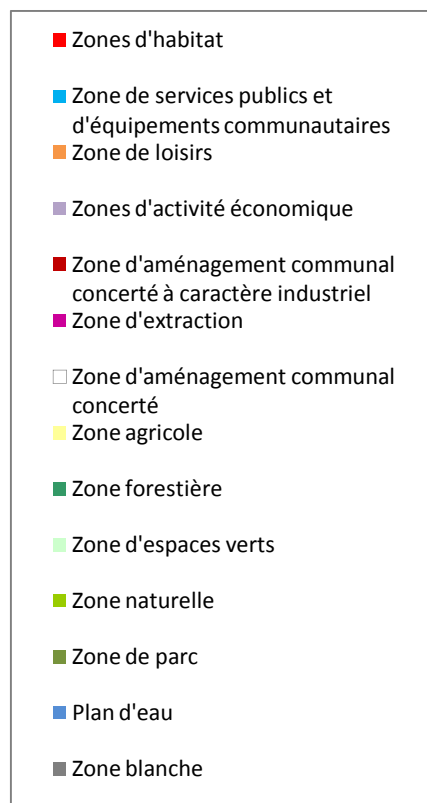 Zones d'habitat
Zone de services publics et
d'équipements communautaires
Zone de loisirs
Zones d'activité économique
Zone d'aménagement communal
concerté à caractère industriel
Zone d'extraction
Zone d'aménagement communal
concerté
Zone agricole
Zone forestière
Zone d'espaces verts
Zone naturelle
Zone de parc
Plan d'eau
Zone blanche